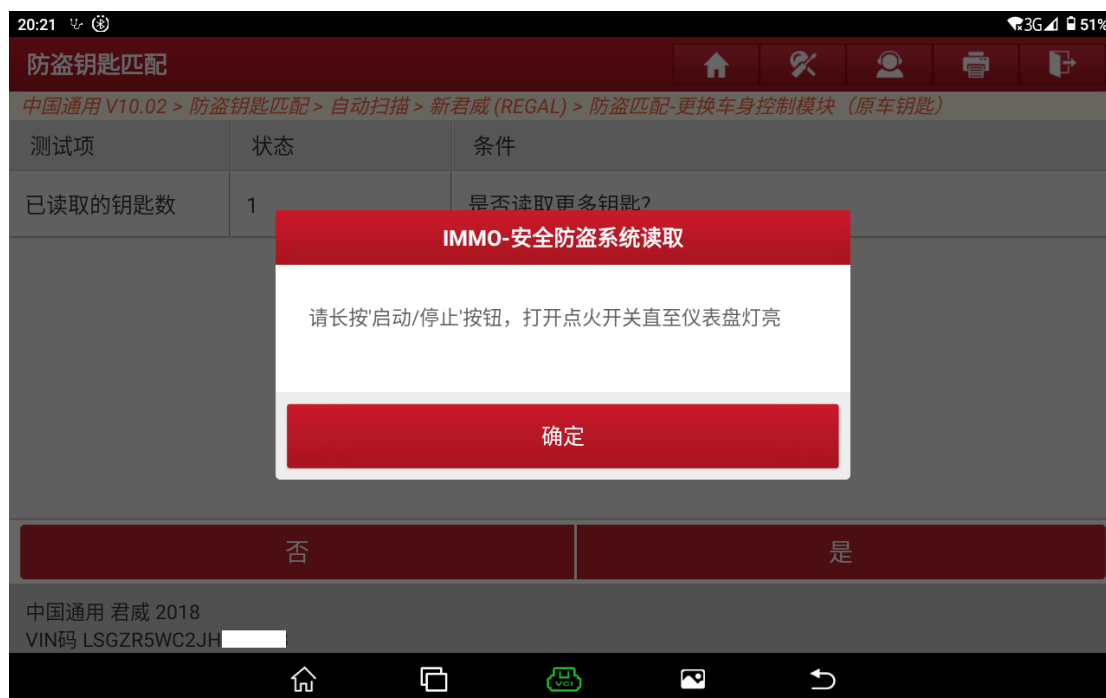 20:21 3G 51%
防盗钥匙匹配
中国通用 V10.02 > 防盗钥匙匹配 > 自动扫描 > 新君威 (REGAL) > 防盗匹配-更换车身控制模块（原车钥匙）
测试项 状态 条件
已读取的钥匙数 1 是否读取更多钥匙?
IMMO-安全防盗系统读取
请长按'启动/停止'按钮，打开点火开关直至仪表盘灯亮
确定
否 是
中国通用 君威 2018
VIN码 LSGZR5WC2JH
VCI